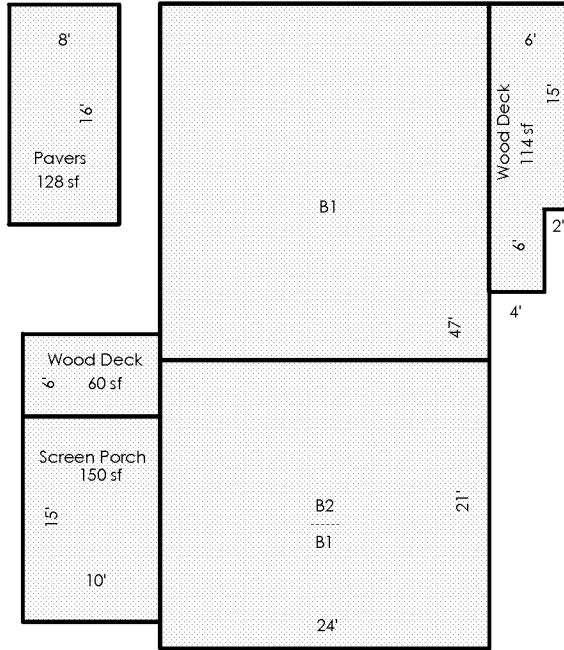 8'
16'
Pavers
128 sf
6'
15'
Wood Deck
114 sf
2'
6'
4'
B1
47'
Wood Deck
6'
60 sf
Screen Porch
150 sf
15'
10'
B2
B1
21'
24'